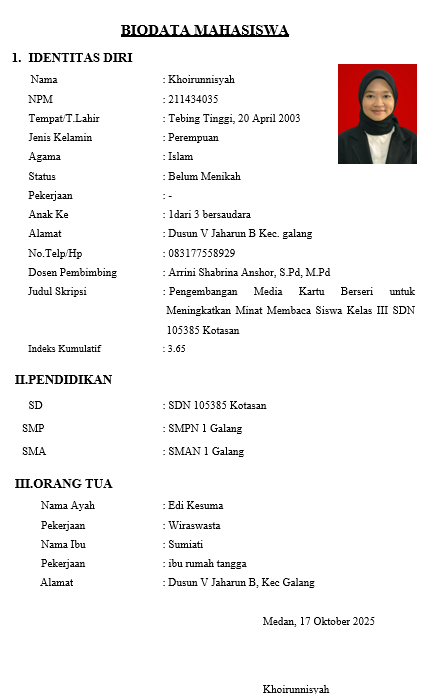 BIODATA MAHASISWA
1. IDENTITAS DIRI
Nama : Khoirunnisyah
NPM : 211434035
Tempat/T.Lahir : Tebing Tinggi, 20 April 2003
Jenis Kelamin : Perempuan
Agama : Islam
Status : Belum Menikah
Pekerjaan : -
Anak Ke : 1dari 3 bersaudara
Alamat : Dusun V Jaharun B Kec. galang
No.Telp/Hp : 083177558929
Dosen Pembimbing : Arrini Shabrina Anshor, S.Pd, M.Pd
Judul Skripsi : Pengembangan Media Kartu Berseri untuk
Meningkatkan Minat Membaca Siswa Kelas III SDN
105385 Kotasan
Indeks Kumulatif : 3.65
II.PENDIDIKAN
SD : SDN 105385 Kotasan
SMP : SMPN 1 Galang
SMA : SMAN 1 Galang
III.ORANG TUA
Nama Ayah : Edi Kesuma
Pekerjaan : Wiraswasta
Nama Ibu : Sumiati
Pekerjaan : ibu rumah tangga
Alamat : Dusun V Jaharun B, Kec Galang
Medan, 17 Oktober 2025
Khoirunnisyah